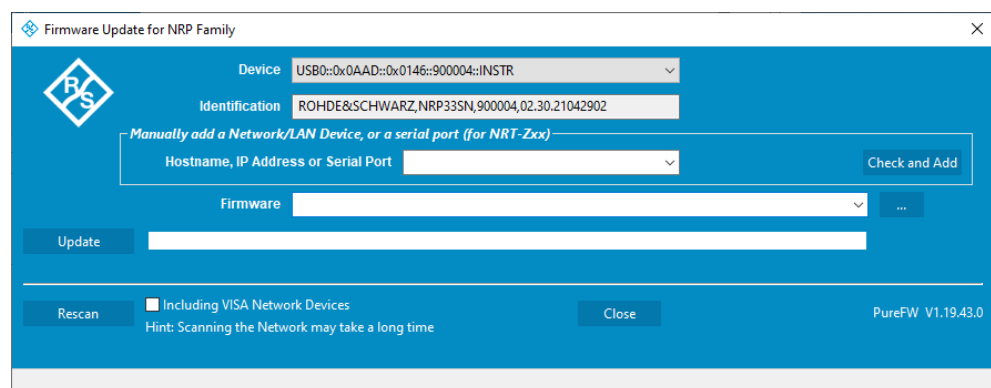 Firmware Update for NRP Family
R S
Device USB0::0x0AAD::0x0146::900004::INSTR
Identification ROHDE&SCHWARZ,NRP33SN,900004,02.30.21042902
Manually add a Network/LAN Device, or a serial port (for NRT-Zxx)
Hostname, IP Address or Serial Port Check and Add
Firmware ...
Update
Rescan Including VISA Network Devices Close PureFW V1.19.43.0
Hint: Scanning the Network may take a long time